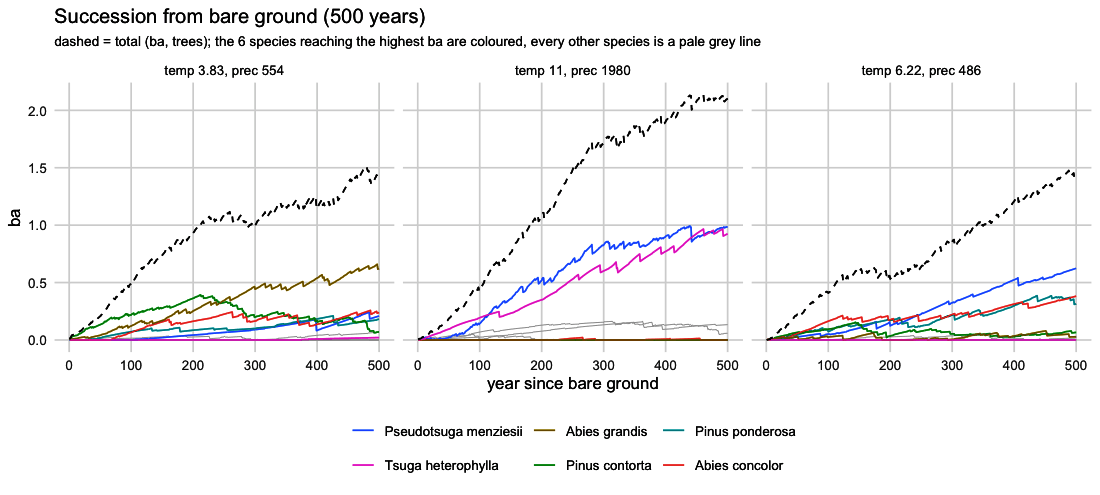 Succession from bare ground (500 years)
dashed = total (ba, trees); the 6 species reaching the highest ba are coloured, every other species is a pale grey line
temp 3.83, prec 554
temp 11, prec 1980
temp 6.22, prec 486
2.0
1.5
1.0
0.5
0.0
ba
0 100 200 300 400 500
0 100 200 300 400 500
0 100 200 300 400 500
year since bare ground
Pseudotsuga menziesii
Abies grandis
Pinus ponderosa
Tsuga heterophylla
Pinus contorta
Abies concolor